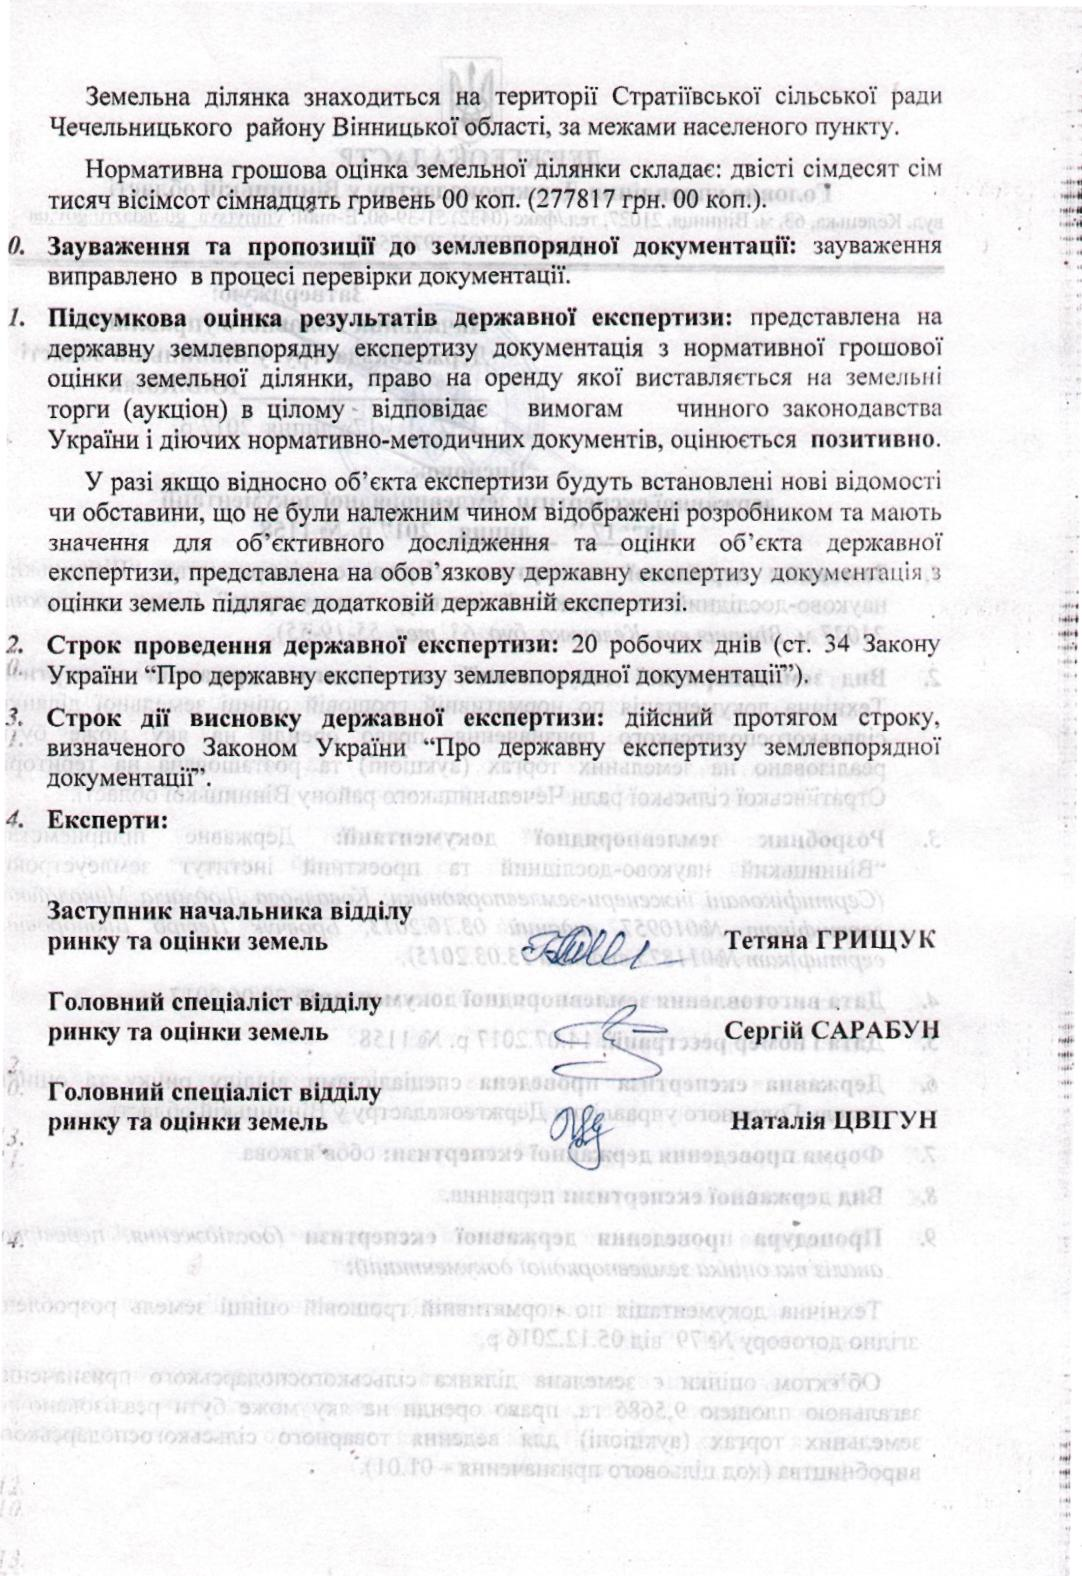 Земельна ділянка знаходиться на території Стратіївської сільської ради
Чечельницького району Вінницької області, за межами населеного пункту.
Нормативна грошова оцінка земельної ділянки складає: двісті сімдесят сім
тисяч вісімсот сімнадцять гривень 00 коп. (277817 грн. 00 коп.).
0. Зауваження та пропозиції до землевпорядної документації: зауваження
виправлено в процесі перевірки документації.
1. Підсумкова оцінка результатів державної експертизи: представлена на
державну землевпорядну експертизу документація з нормативної грошової
оцінки земельної ділянки, право на оренду якої виставляється на земельні
торги (аукціон) в цілому відповідає вимогам чинного законодавства
України і діючих нормативно-методичних документів, оцінюється позитивно.
У разі якщо відносно об’єкта експертизи будуть встановлені нові відомості
чи обставини, що не були належним чином відображені розробником та мають
значення для об’єктивного дослідження та оцінки об’єкта державної
експертизи, представлена на обов’язкову державну експертизу документація з
оцінки земель підлягає додатковій державній експертизі.
2. Строк проведення державної експертизи: 20 робочих днів (ст. 34 Закону
України “Про державну експертизу землевпорядної документації”).
3. Строк дії висновку державної експертизи: дійсний протягом строку,
визначеного Законом України “Про державну експертизу землевпорядної
документації”.
4. Експерти:
Заступник начальника відділу
ринку та оцінки земель Тетяна ГРИЩУК
Головний спеціаліст відділу
ринку та оцінки земель Сергій САРАБУН
Головний спеціаліст відділу
ринку та оцінки земель Наталія ЦВІГУН